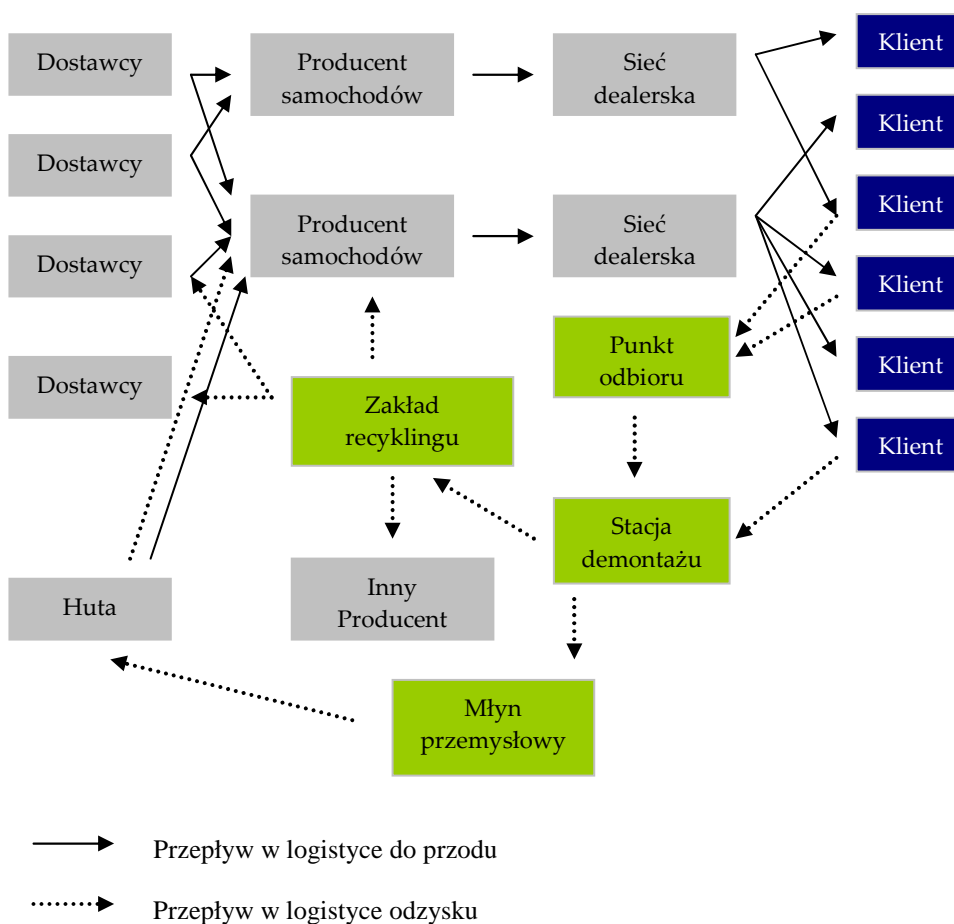 Dostawcy
Producent
samochodów
Sieć
dealerska
Klient
Klient
Dostawcy
Klient
Dostawcy
Producent
samochodów
Sieć
dealerska
Klient
Dostawcy
Punkt
odbioru
Klient
Zakład
recyklingu
Klient
Stacja
demontażu
Huta
Inny
Producent
Młyn
przemysłowy
Przepływ w logistyce do przodu
Przepływ w logistyce odzysku